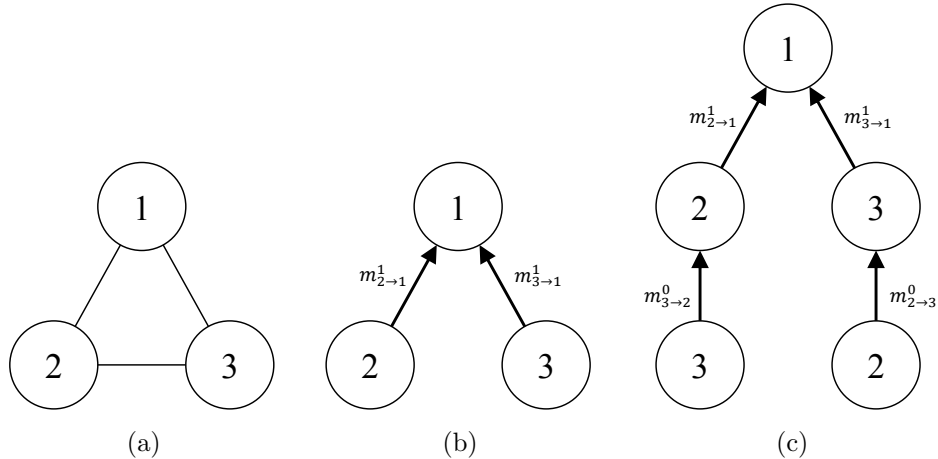 1
2
3
(a)
1
m^1_{2→1}
m^1_{3→1}
2
3
(b)
1
m^1_{2→1}
m^1_{3→1}
2
3
m^0_{3→2}
m^0_{2→3}
3
2
(c)